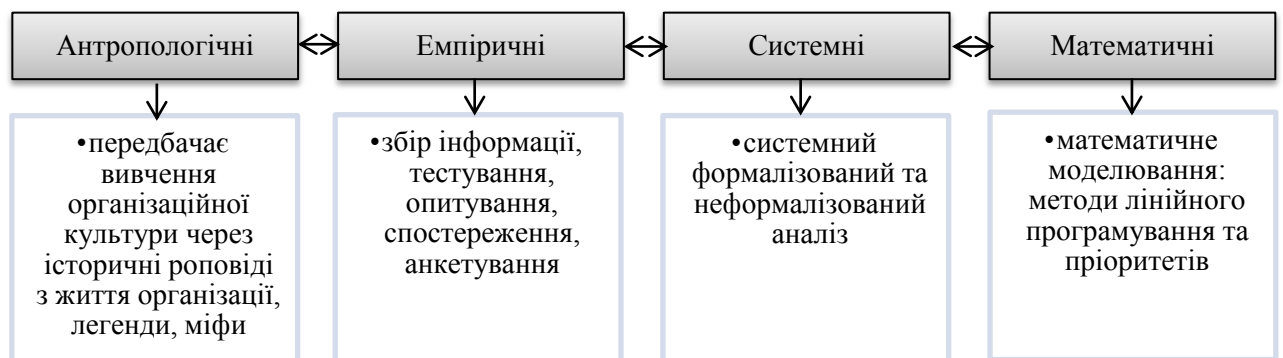 Антропологічні
Емпіричні
Системні
Математичні
•передбачає
вивчення
організаційної
культури через
історичні роповіді
з життя організації,
легенди, міфи
•збір інформації,
тестування,
опитування,
спостереження,
анкетування
•системний
формалізований та
неформалізований
аналіз
•математичне
моделювання:
методи лінійного
програмування та
пріоритетів